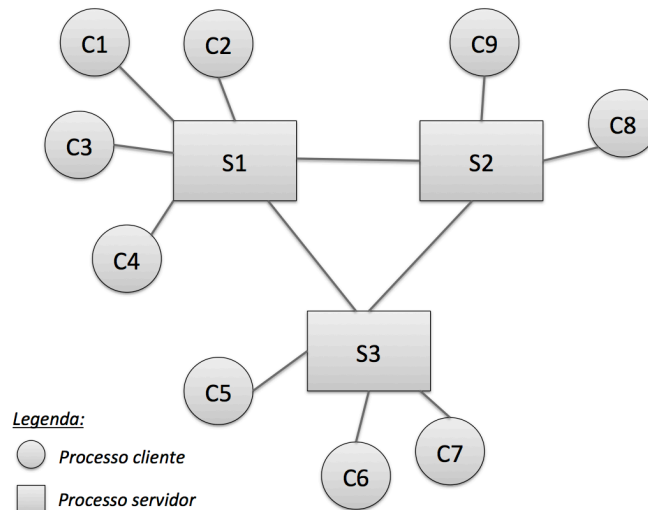 C1
C2
C9
C8
C3
S1
S2
C4
S3
C5
C7
C6
Legenda:
Processo cliente
Processo servidor